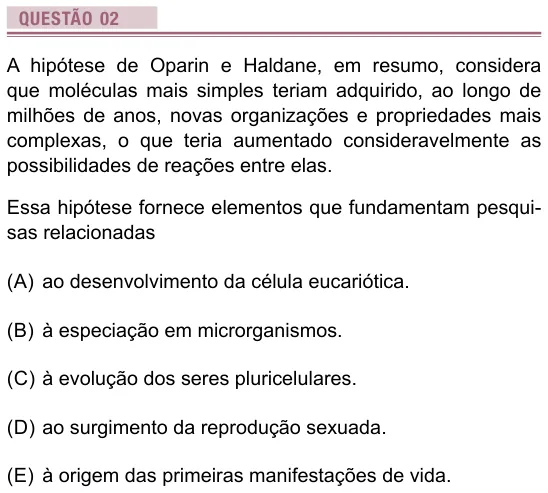 QUESTÃO 02
A hipótese de Oparin e Haldane, em resumo, considera
que moléculas mais simples teriam adquirido, ao longo de
milhões de anos, novas organizações e propriedades mais
complexas, o que teria aumentado consideravelmente as
possibilidades de reações entre elas.
Essa hipótese fornece elementos que fundamentam pesqui-
sas relacionadas
(A) ao desenvolvimento da célula eucariótica.
(B) à especiação em microrganismos.
(C) à evolução dos seres pluricelulares.
(D) ao surgimento da reprodução sexuada.
(E) à origem das primeiras manifestações de vida.